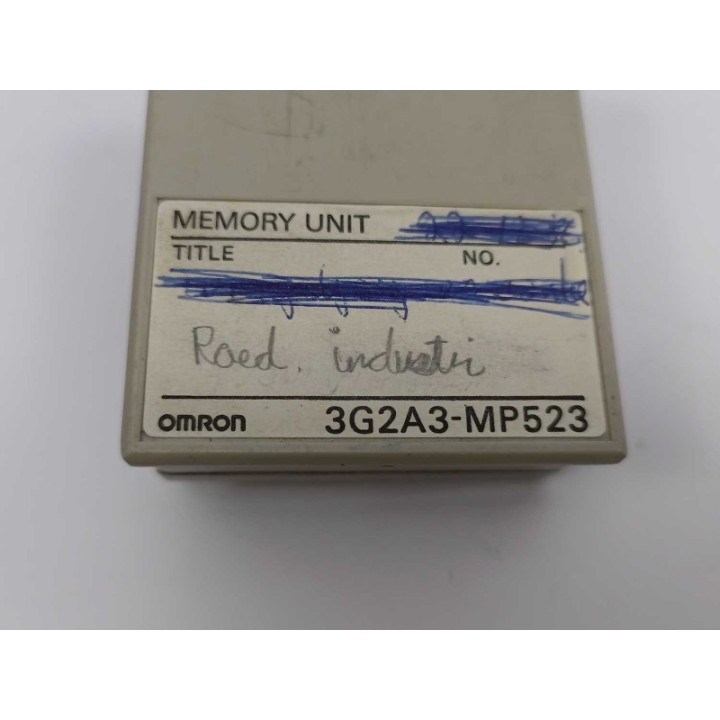 MEMORY UNIT
TITLE NO.
Raed. industri
OMRON 3G2A3-MP523